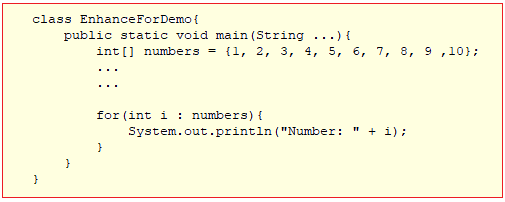 class EnhanceForDemo{
    public static void main(String ...){
        int[] numbers = {1, 2, 3, 4, 5, 6, 7, 8, 9 ,10};
        ...
        ...
        for(int i : numbers){
            System.out.println("Number: " + i);
        }
    }
}